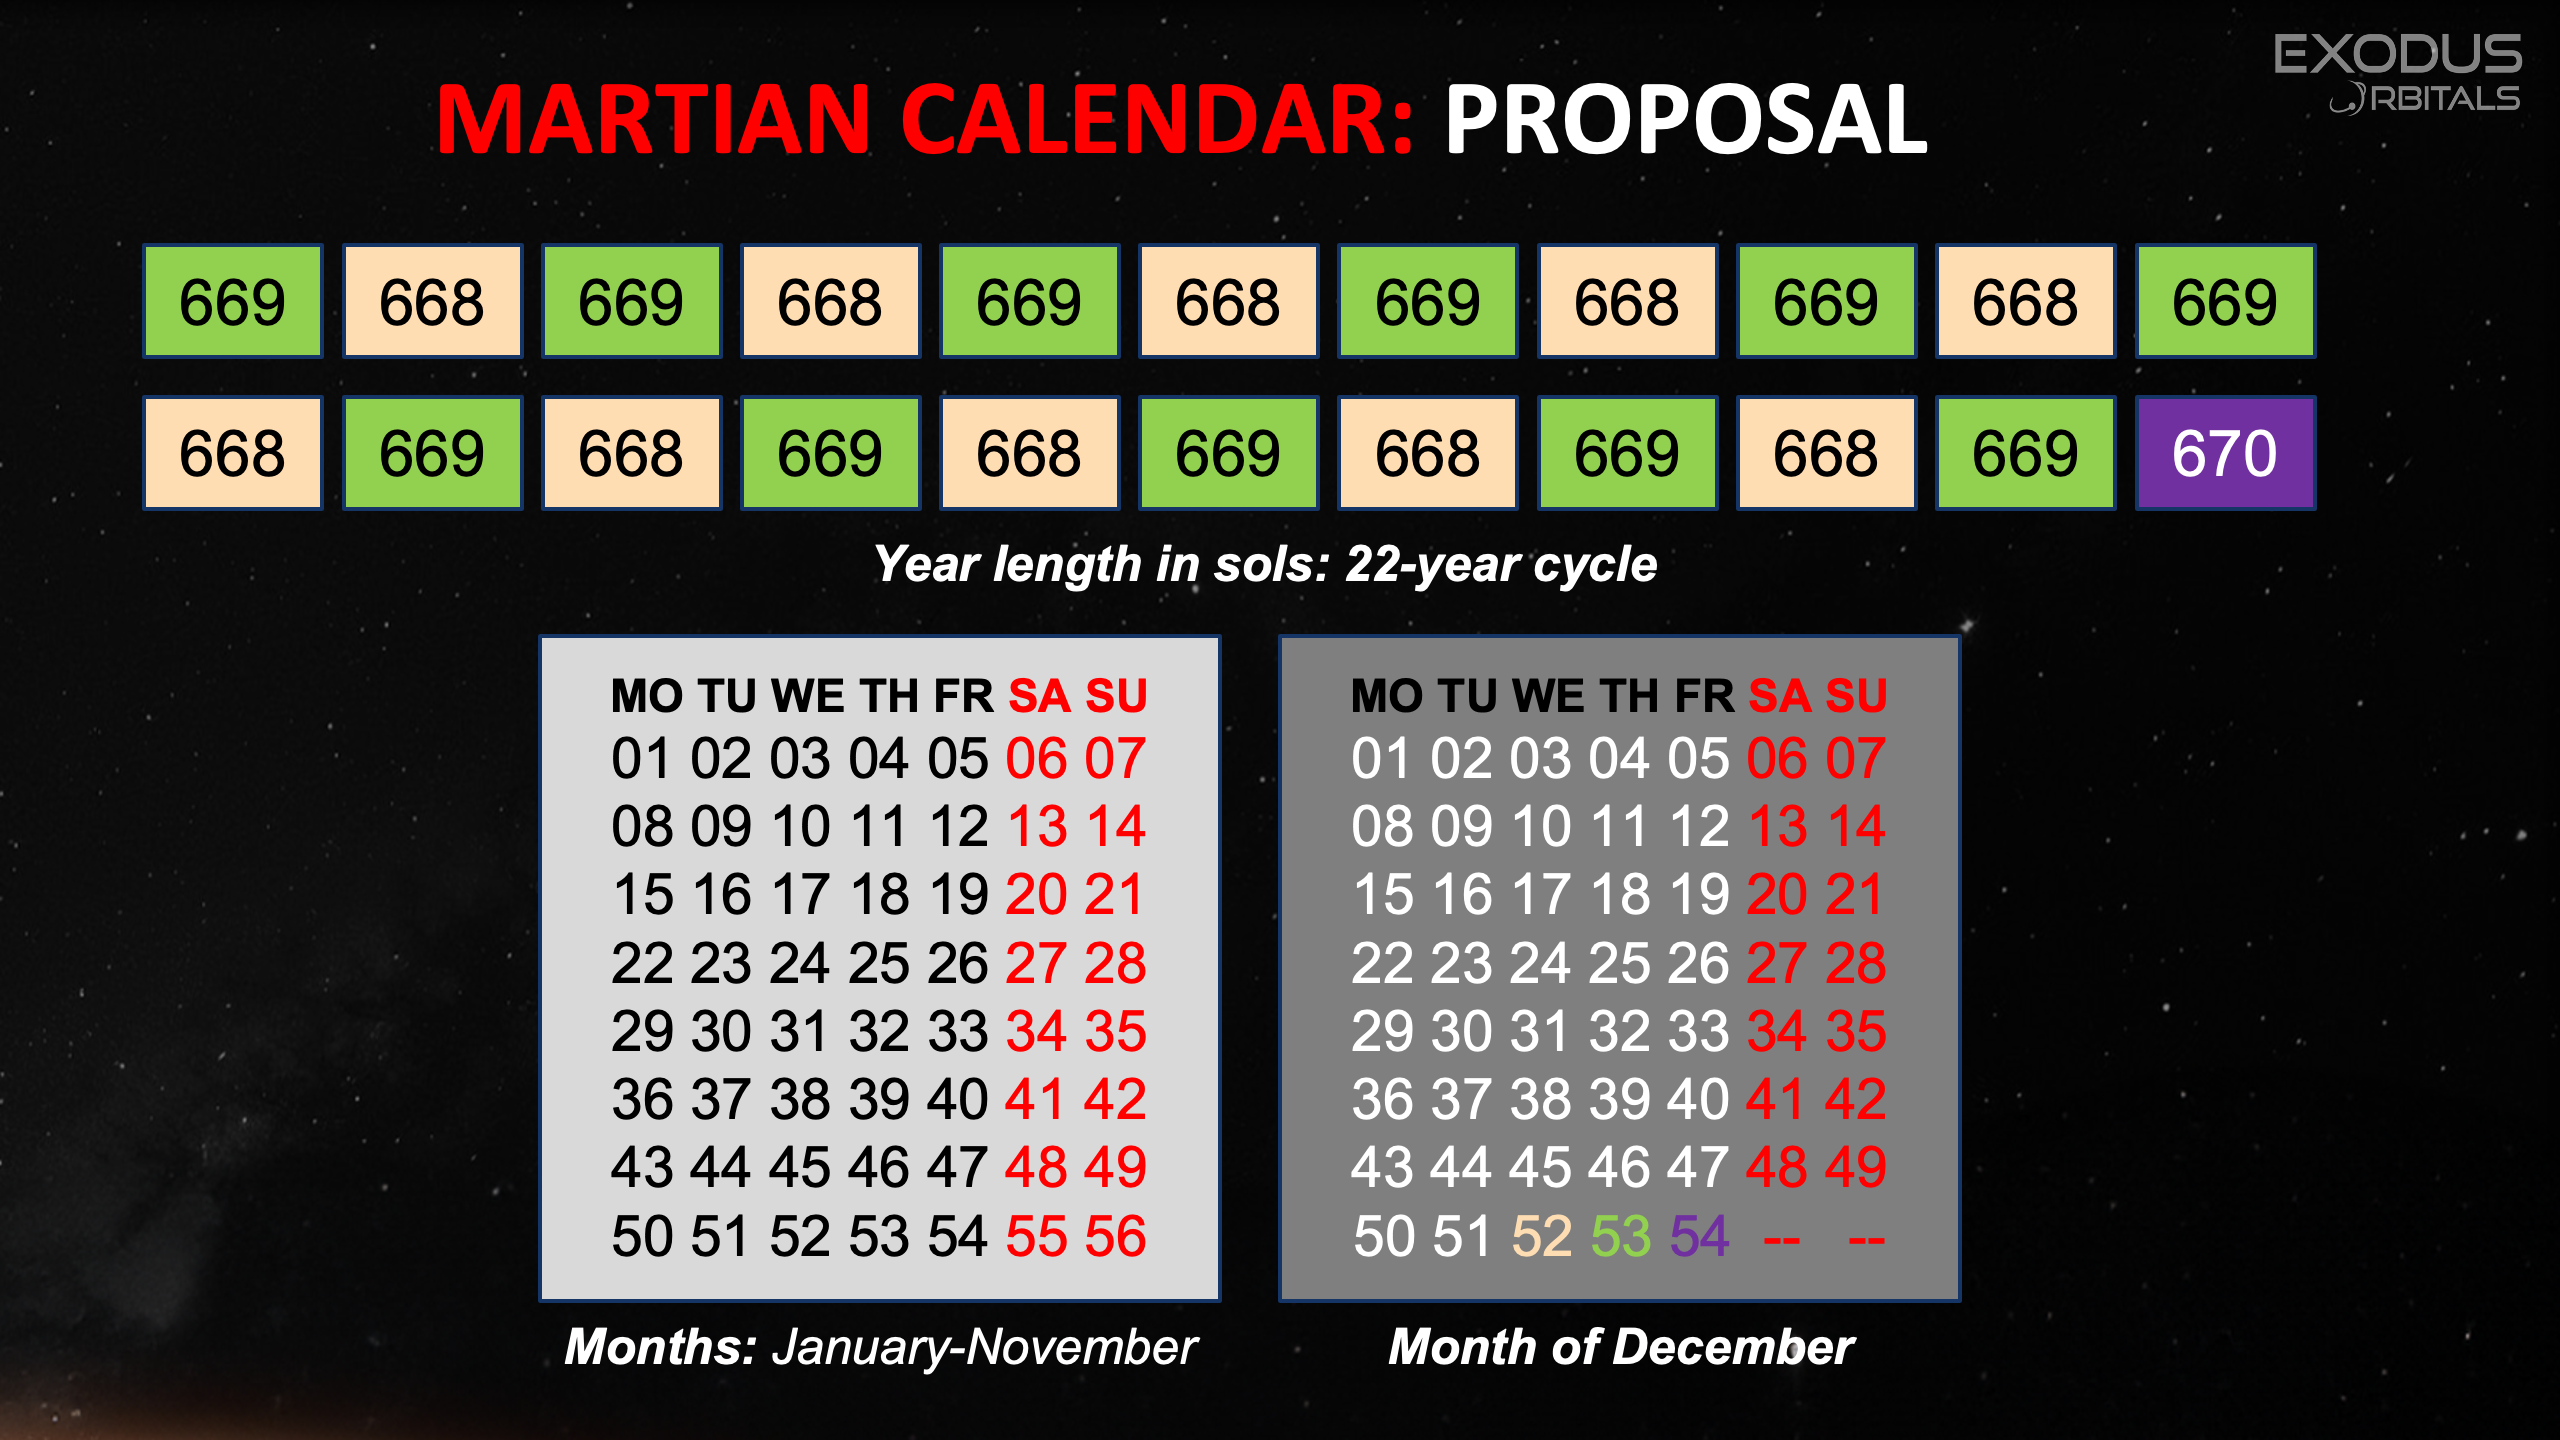 EXODUS
ORBITALS
MARTIAN CALENDAR: PROPOSAL
669 668 669 668 669 668 669 668 669 668 669
668 669 668 669 668 669 668 669 668 669 670
Year length in sols: 22-year cycle
MO TU WE TH FR SA SU
01 02 03 04 05 06 07
08 09 10 11 12 13 14
15 16 17 18 19 20 21
22 23 24 25 26 27 28
29 30 31 32 33 34 35
36 37 38 39 40 41 42
43 44 45 46 47 48 49
50 51 52 53 54 55 56
Months: January-November
MO TU WE TH FR SA SU
01 02 03 04 05 06 07
08 09 10 11 12 13 14
15 16 17 18 19 20 21
22 23 24 25 26 27 28
29 30 31 32 33 34 35
36 37 38 39 40 41 42
43 44 45 46 47 48 49
50 51 52 53 54 -- --
Month of December